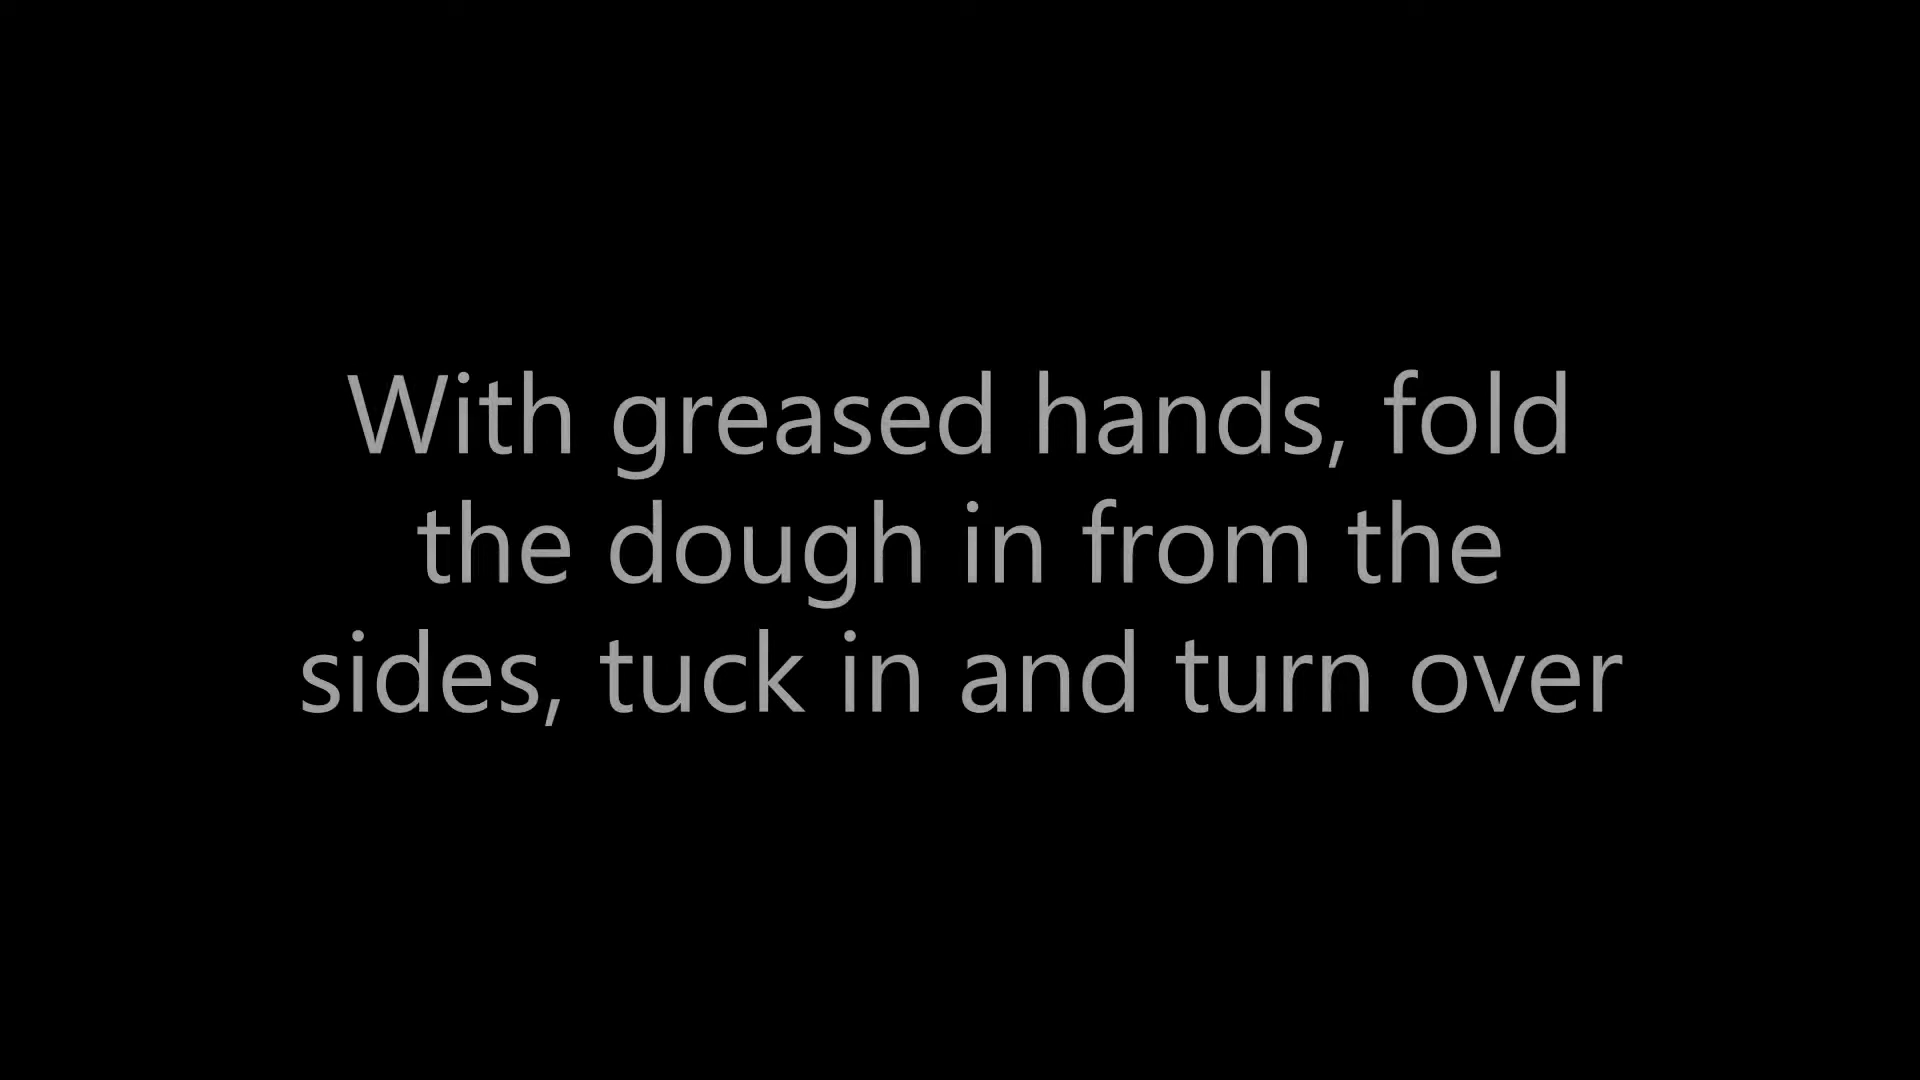 With greased hands, fold
the dough in from the
sides, tuck in and turn over